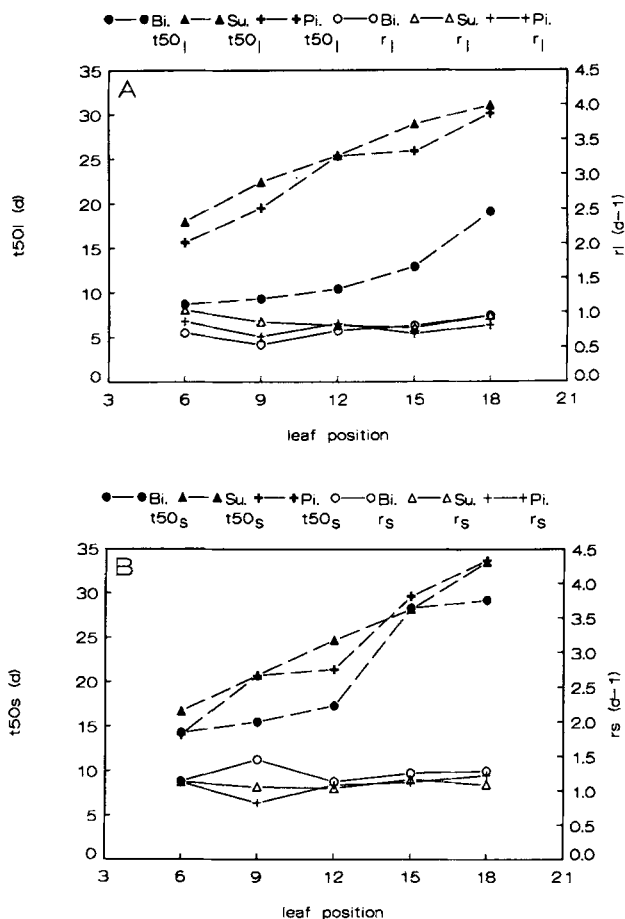 Bi. Su. Pi. Bi. Su. Pi.
t50l t50l t50l rl rl rl
A
35 30 25 20 15 10 5 0
t50l (d)
4.5 4.0 3.5 3.0 2.5 2.0 1.5 1.0 0.5 0.0
rl (d-1)
3 6 9 12 15 18 21
leaf position
Bi. Su. Pi. Bi. Su. Pi.
t50s t50s t50s rs rs rs
B
35 30 25 20 15 10 5 0
t50s (d)
4.5 4.0 3.5 3.0 2.5 2.0 1.5 1.0 0.5 0.0
rs (d-1)
3 6 9 12 15 18 21
leaf position